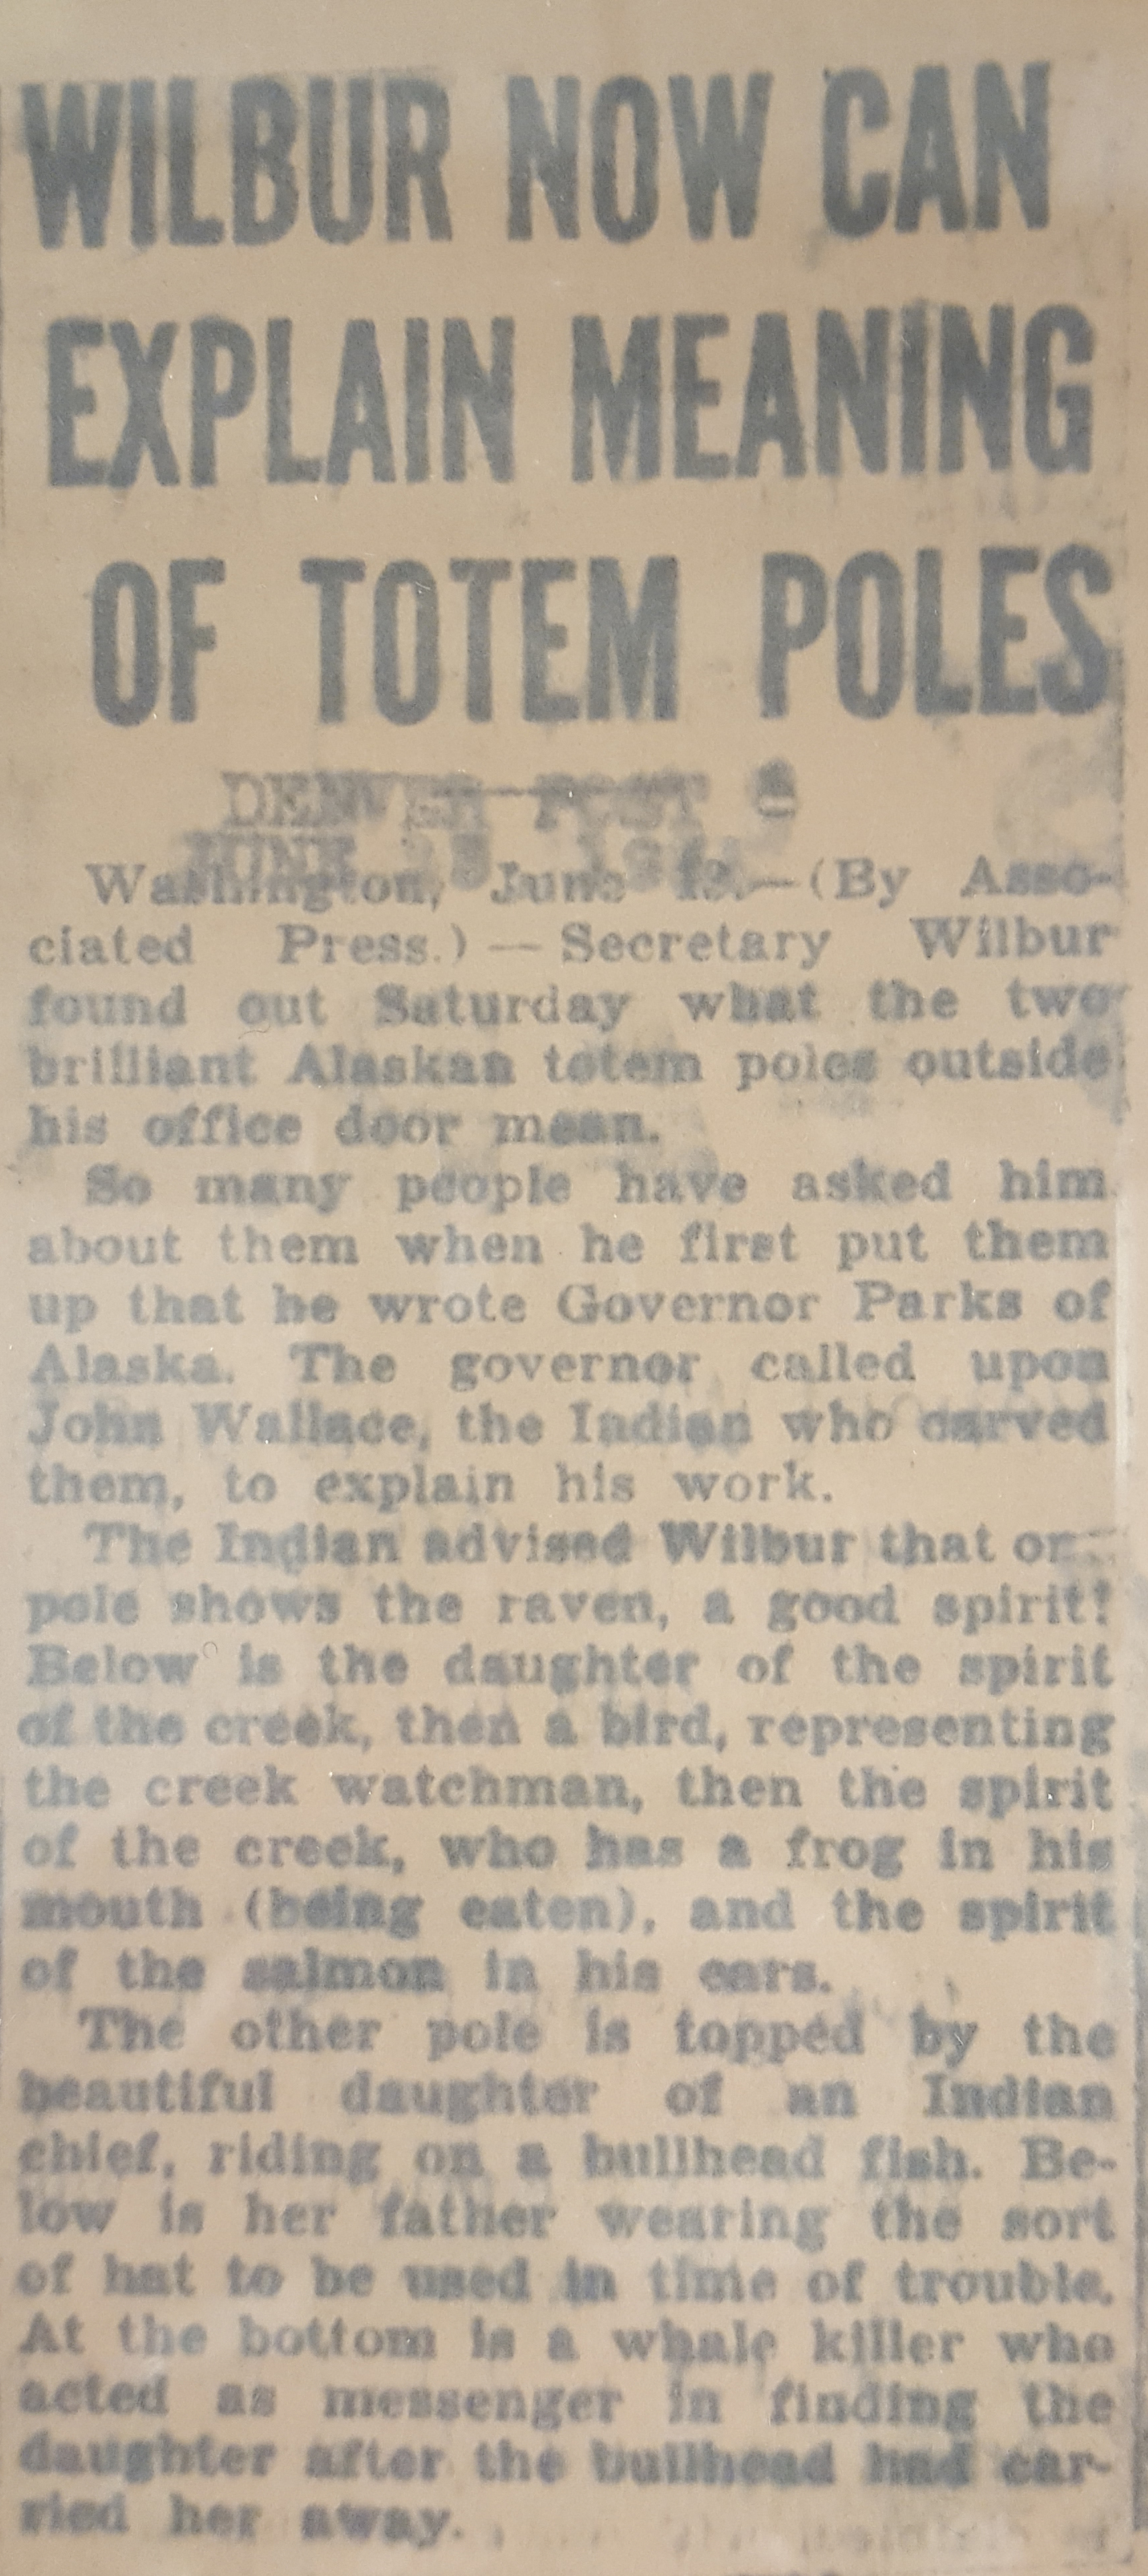 WILBUR NOW CAN
EXPLAIN MEANING
OF TOTEM POLES
DENVER POST
JUNE
Washington, June 13.—(By Asso-
ciated Press.) — Secretary Wilbur
found out Saturday what the two
brilliant Alaskan totem poles outside
his office door mean.
So many people have asked him
about them when he first put them
up that he wrote Governor Parks of
Alaska. The governor called upon
John Wallace, the Indian who carved
them, to explain his work.
The Indian advised Wilbur that
pole shows the raven, a good spirit!
Below is the daughter of the spirit
of the creek, then a bird, representing
the creek watchman, then the spirit
of the creek, who has a frog in his
mouth (being eaten), and the spirit
of the salmon in his ears.
The other pole is topped by the
beautiful daughter of an Indian
chief, riding on a bullhead fish. Be-
low is her father wearing the sort
of hat to be used in time of trouble.
At the bottom is a whale killer who
acted as messenger in finding the
daughter after the bullhead had car-
ried her away.